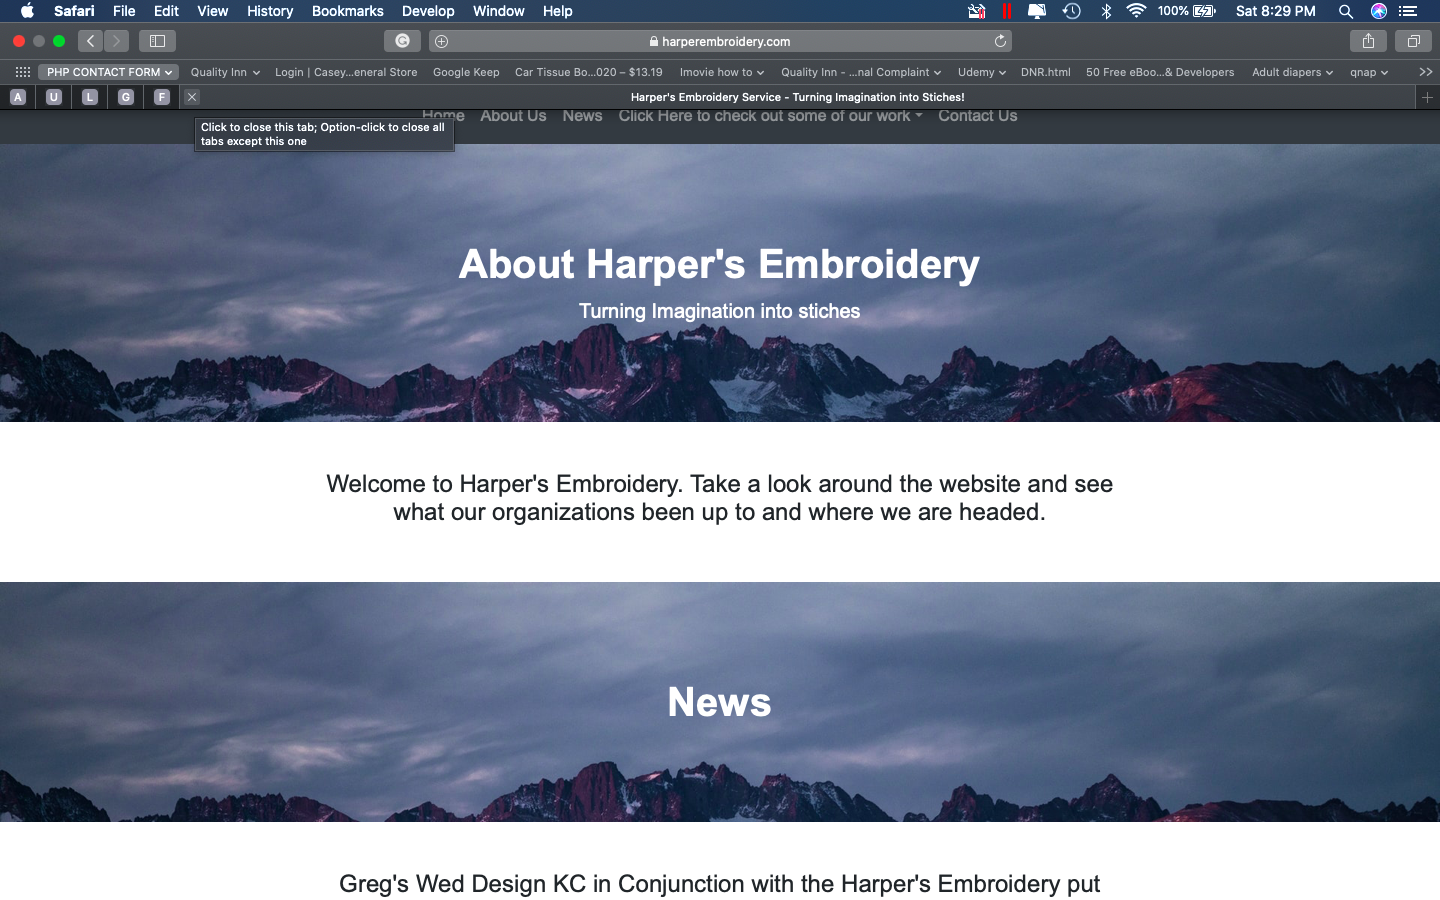 Safari File Edit View History Bookmarks Develop Window Help 100% Sat 8:29 PM
harperembroidery.com
PHP CONTACT FORM Quality Inn Login | Casey...eneral Store Google Keep Car Tissue Bo...020 – $13.19 Imovie how to Quality Inn - ...nal Complaint Udemy DNR.html 50 Free eBoo...& Developers Adult diapers qnap >>
A U L G F Harper's Embroidery Service - Turning Imagination into Stiches!
Home About Us News Click Here to check out some of our work Contact Us
Click to close this tab; Option-click to close all
tabs except this one
About Harper's Embroidery
Turning Imagination into stiches
Welcome to Harper's Embroidery. Take a look around the website and see
what our organizations been up to and where we are headed.
News
Greg's Wed Design KC in Conjunction with the Harper's Embroidery put